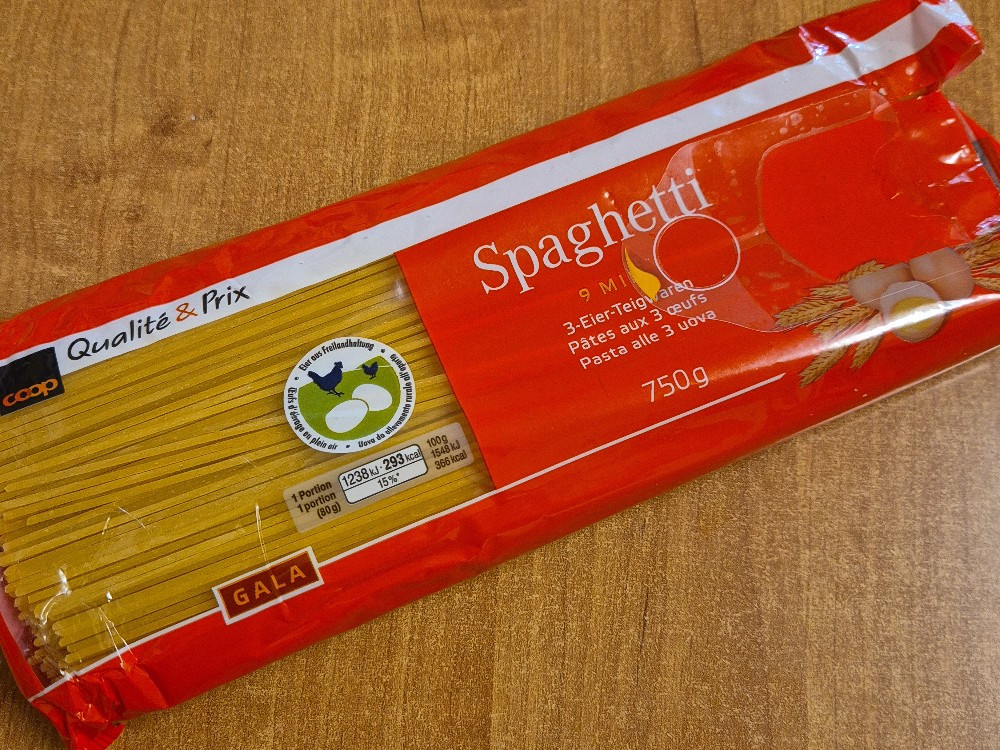 Qualité & Prix
coop
Spaghetti
9 MI
3-Eier-Teigwaren
Pâtes aux 3 œufs
Pasta alle 3 uova
750g
Eier aus Freilandhaltung
Œufs d'élevage en plein air
Uova da allevamento rurale all'aperto
1 Portion
1 portion
(80g)
1238 kJ - 293 kcal
15%*
100g
1548 kJ
366 kcal
GALA